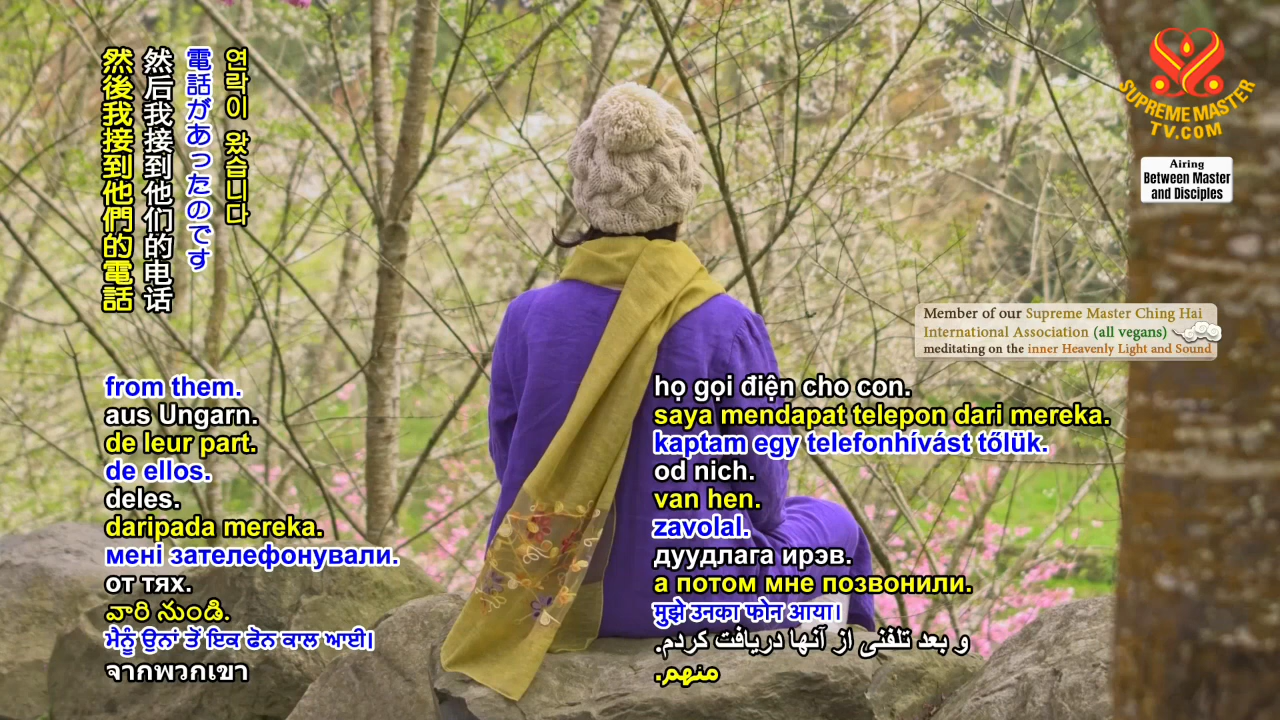 然後我接到他們的電話
然后我接到他们的电话
電話があったのです
연락이 왔습니다
SUPREME MASTER
TV.COM
Airing
Between Master
and Disciples
Member of our Supreme Master Ching Hai
International Association (all vegans)
meditating on the inner Heavenly Light and Sound
from them.
aus Ungarn.
de leur part.
de ellos.
deles.
daripada mereka.
мені зателефонували.
от тях.
వారి నుండి.
ਮੈਨੂੰ ਉਨਾਂ ਤੋਂ ਇਕ ਫੋਨ ਕਾਲ ਆਈ।
จากพวกเขา
họ gọi điện cho con.
saya mendapat telepon dari mereka.
kaptam egy telefonhívást tőlük.
od nich.
van hen.
zavolal.
дуудлага ирэв.
а потом мне позвонили.
मुझे उनका फोन आया।
و بعد تلفنی از آنها دریافت کردم.
منهم.